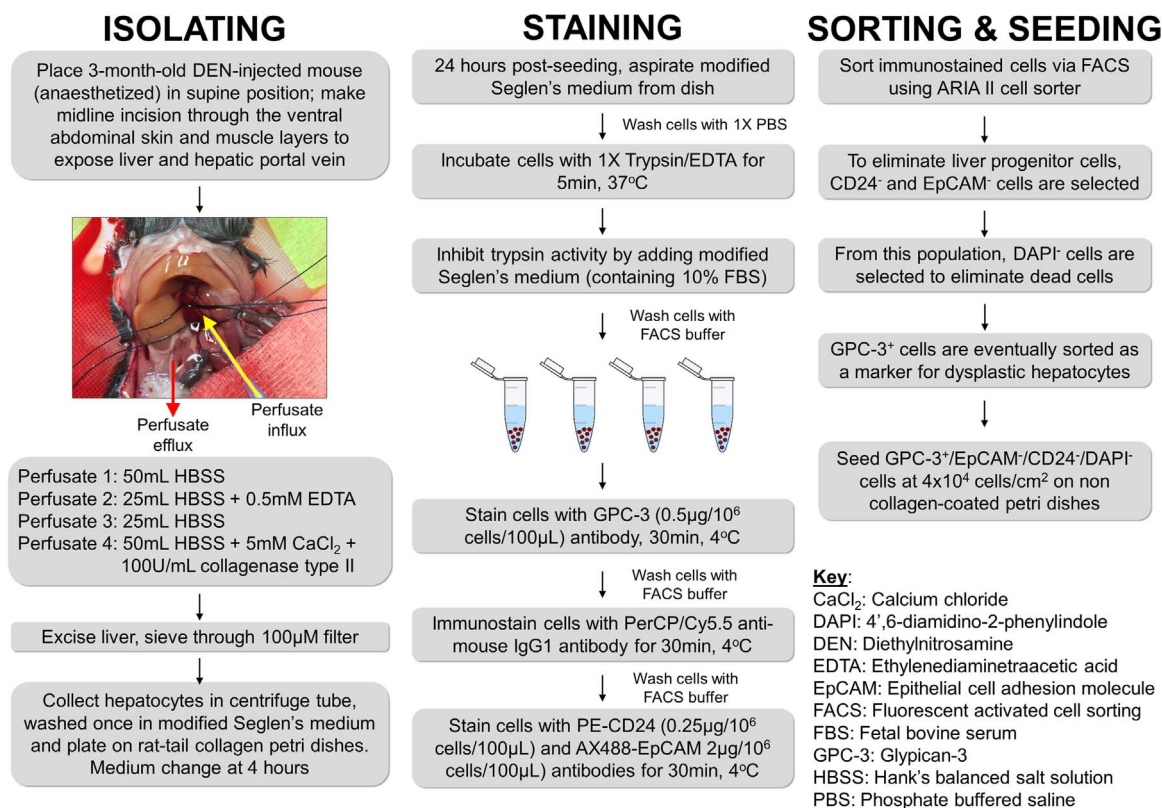 ISOLATING
Place 3-month-old DEN-injected mouse
(anaesthetized) in supine position; make
midline incision through the ventral
abdominal skin and muscle layers to
expose liver and hepatic portal vein
Perfusate
efflux
Perfusate
influx
Perfusate 1: 50mL HBSS
Perfusate 2: 25mL HBSS + 0.5mM EDTA
Perfusate 3: 25mL HBSS
Perfusate 4: 50mL HBSS + 5mM CaCl₂ +
100U/mL collagenase type II
Excise liver, sieve through 100µM filter
Collect hepatocytes in centrifuge tube,
washed once in modified Seglen's medium
and plate on rat-tail collagen petri dishes.
Medium change at 4 hours
STAINING
24 hours post-seeding, aspirate modified
Seglen's medium from dish
Wash cells with 1X PBS
Incubate cells with 1X Trypsin/EDTA for
5min, 37ºC
Inhibit trypsin activity by adding modified
Seglen's medium (containing 10% FBS)
Wash cells with
FACS buffer
Stain cells with GPC-3 (0.5µg/10⁶
cells/100µL) antibody, 30min, 4ºC
Wash cells with
FACS buffer
Immunostain cells with PerCP/Cy5.5 anti-
mouse IgG1 antibody for 30min, 4ºC
Wash cells with
FACS buffer
Stain cells with PE-CD24 (0.25µg/10⁶
cells/100µL) and AX488-EpCAM 2µg/10⁶
cells/100µL) antibodies for 30min, 4ºC
SORTING & SEEDING
Sort immunostained cells via FACS
using ARIA II cell sorter
To eliminate liver progenitor cells,
CD24⁻ and EpCAM⁻ cells are selected
From this population, DAPI⁻ cells are
selected to eliminate dead cells
GPC-3⁺ cells are eventually sorted as
a marker for dysplastic hepatocytes
Seed GPC-3⁺/EpCAM⁻/CD24⁻/DAPI⁻
cells at 4x10⁴ cells/cm² on non
collagen-coated petri dishes
Key:
CaCl₂: Calcium chloride
DAPI: 4',6-diamidino-2-phenylindole
DEN: Diethylnitrosamine
EDTA: Ethylenediaminetraacetic acid
EpCAM: Epithelial cell adhesion molecule
FACS: Fluorescent activated cell sorting
FBS: Fetal bovine serum
GPC-3: Glypican-3
HBSS: Hank's balanced salt solution
PBS: Phosphate buffered saline